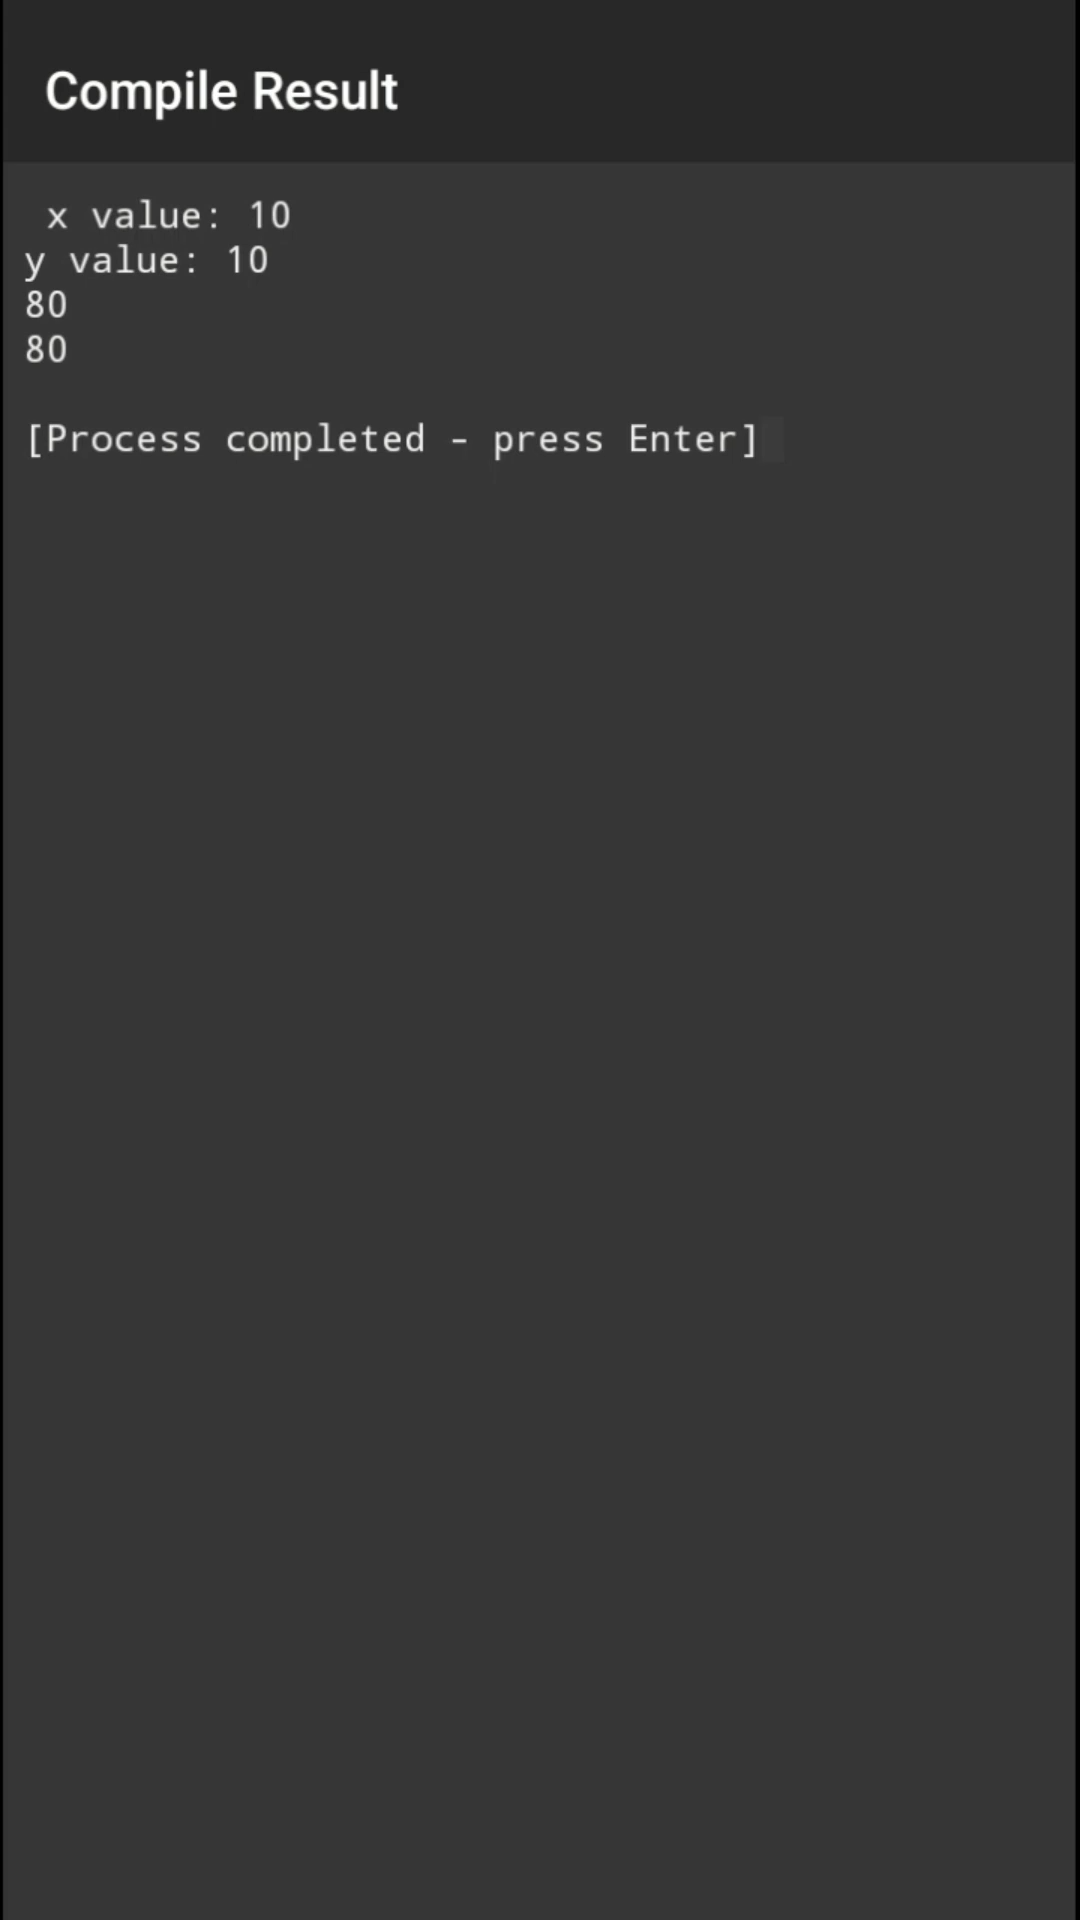 Compile Result
x value: 10
y value: 10
80
80
[Process completed - press Enter]